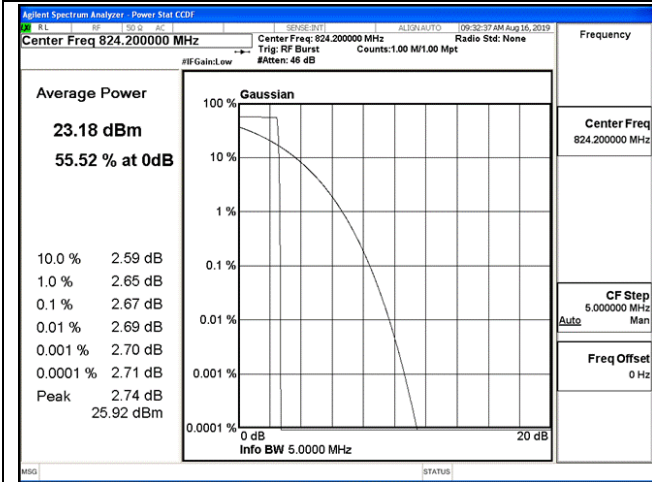 Agilent Spectrum Analyzer - Power Stat CCDF
RL RF 50 Ω AC SENSE:INT ALIGN AUTO 09:32:37 AM Aug 16, 2019
Center Freq 824.200000 MHz
Center Freq: 824.200000 MHz Radio Std: None
Trig: RF Burst Counts:1.00 M/1.00 Mpt
#IFGain:Low #Atten: 46 dB
Frequency
Average Power
23.18 dBm
55.52 % at 0dB
10.0 % 2.59 dB
1.0 % 2.65 dB
0.1 % 2.67 dB
0.01 % 2.69 dB
0.001 % 2.70 dB
0.0001 % 2.71 dB
Peak 2.74 dB
25.92 dBm
Gaussian
100 %
10 %
1 %
0.1 %
0.01 %
0.001 %
0.0001 %
0 dB 20 dB
Info BW 5.0000 MHz
Center Freq
824.200000 MHz
CF Step
5.000000 MHz
Auto Man
Freq Offset
0 Hz
MSG STATUS